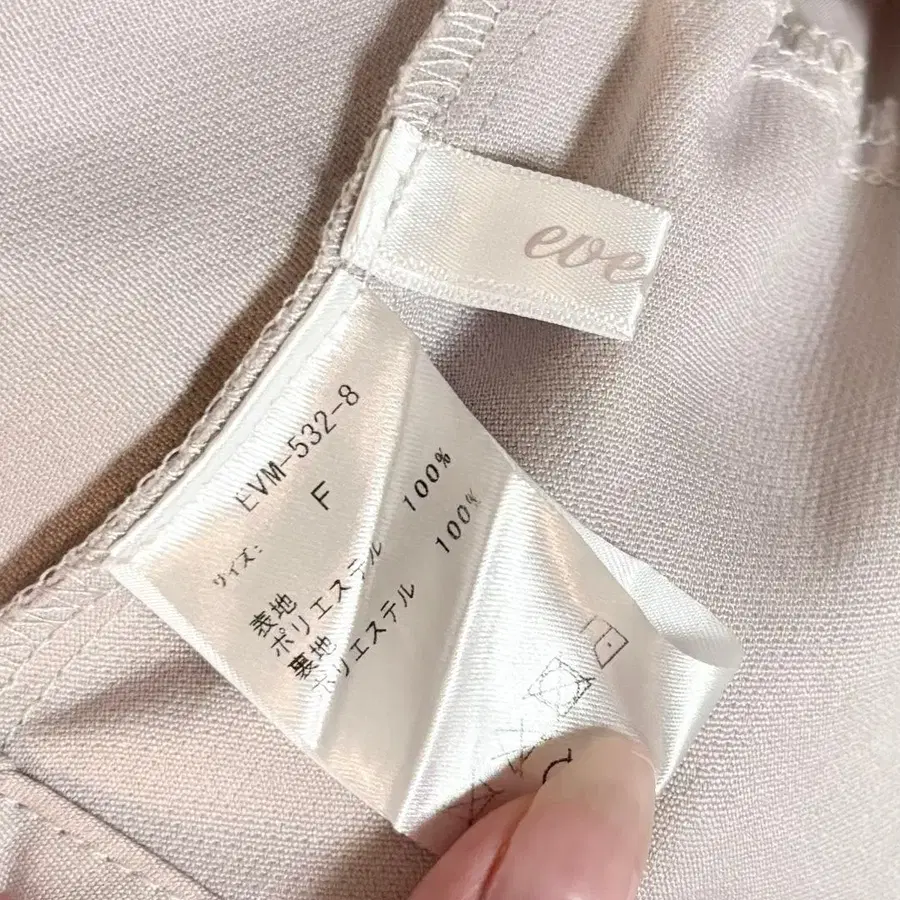 eve
EVM-532-8
サイズ: F
表地
ポリエステル 100%
裏地
ポリエステル 100%